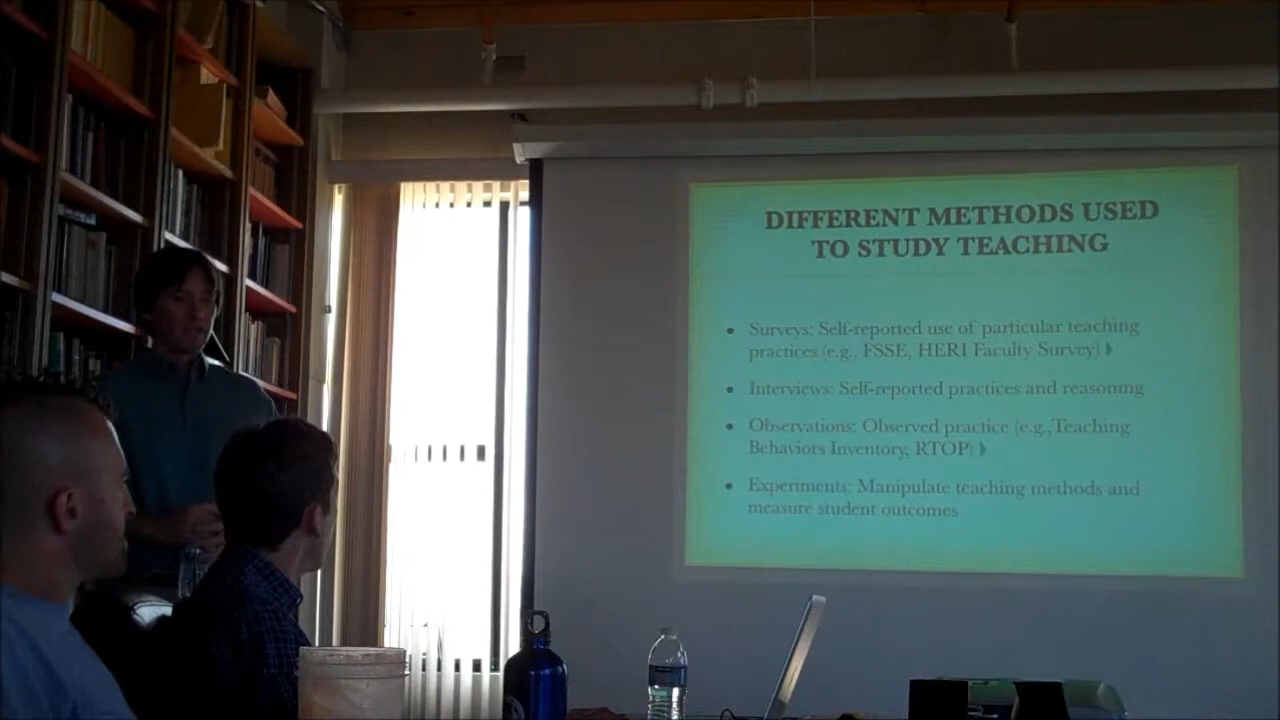 DIFFERENT METHODS USED
TO STUDY TEACHING
• Surveys: Self-reported use of particular teaching
practices (e.g., FSSE, HERI Faculty Survey)
• Interviews: Self-reported practices and reasoning
• Observations: Observed practice (e.g.,Teaching
Behaviors Inventory, RTOP)
• Experiments: Manipulate teaching methods and
measure student outcomes